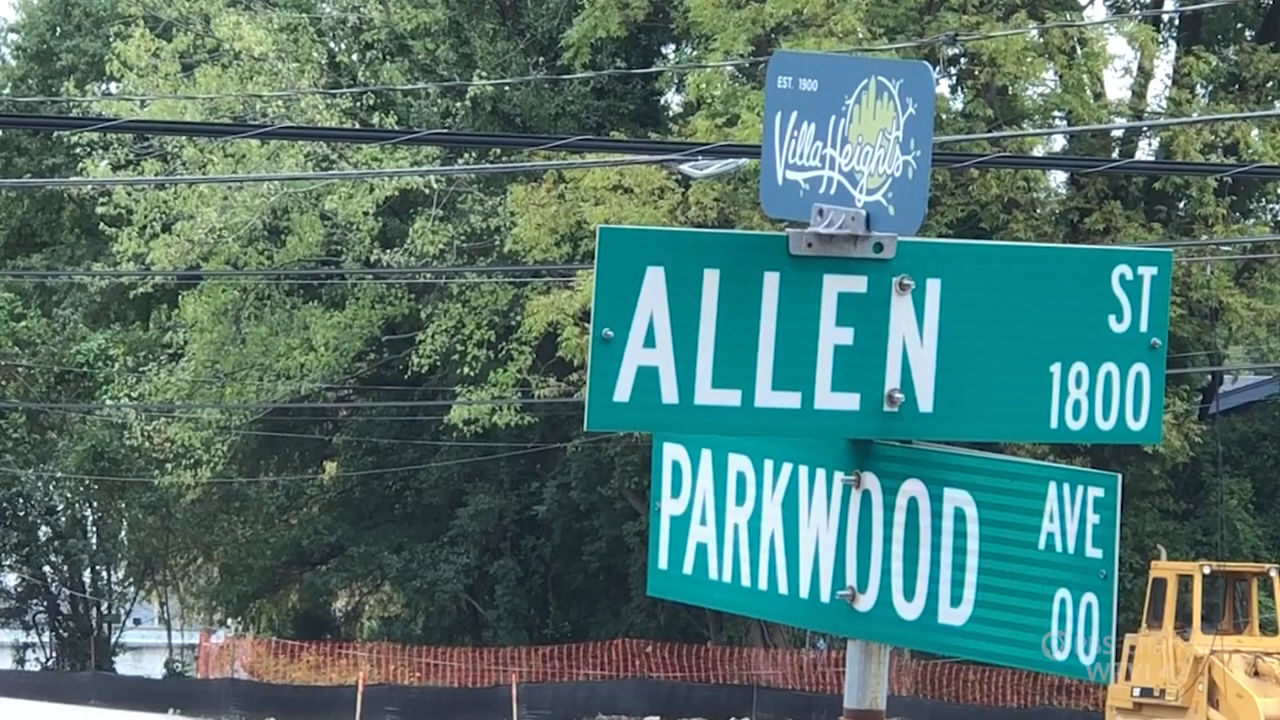 EST. 1900
Villa Heights
ALLEN ST
1800
PARKWOOD AVE
00